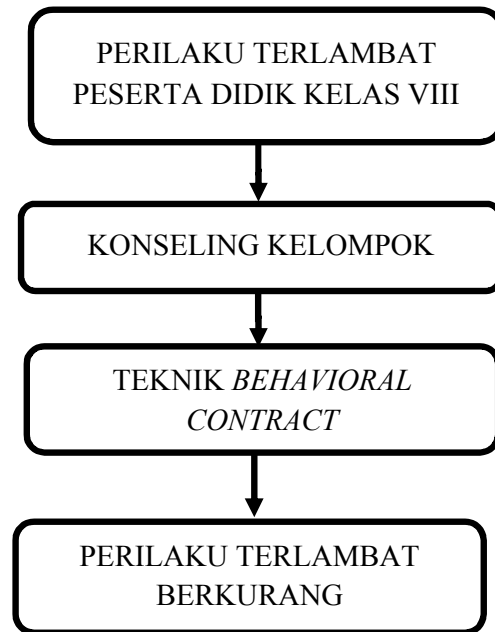 PERILAKU TERLAMBAT
PESERTA DIDIK KELAS VIII
KONSELING KELOMPOK
TEKNIK BEHAVIORAL
CONTRACT
PERILAKU TERLAMBAT
BERKURANG